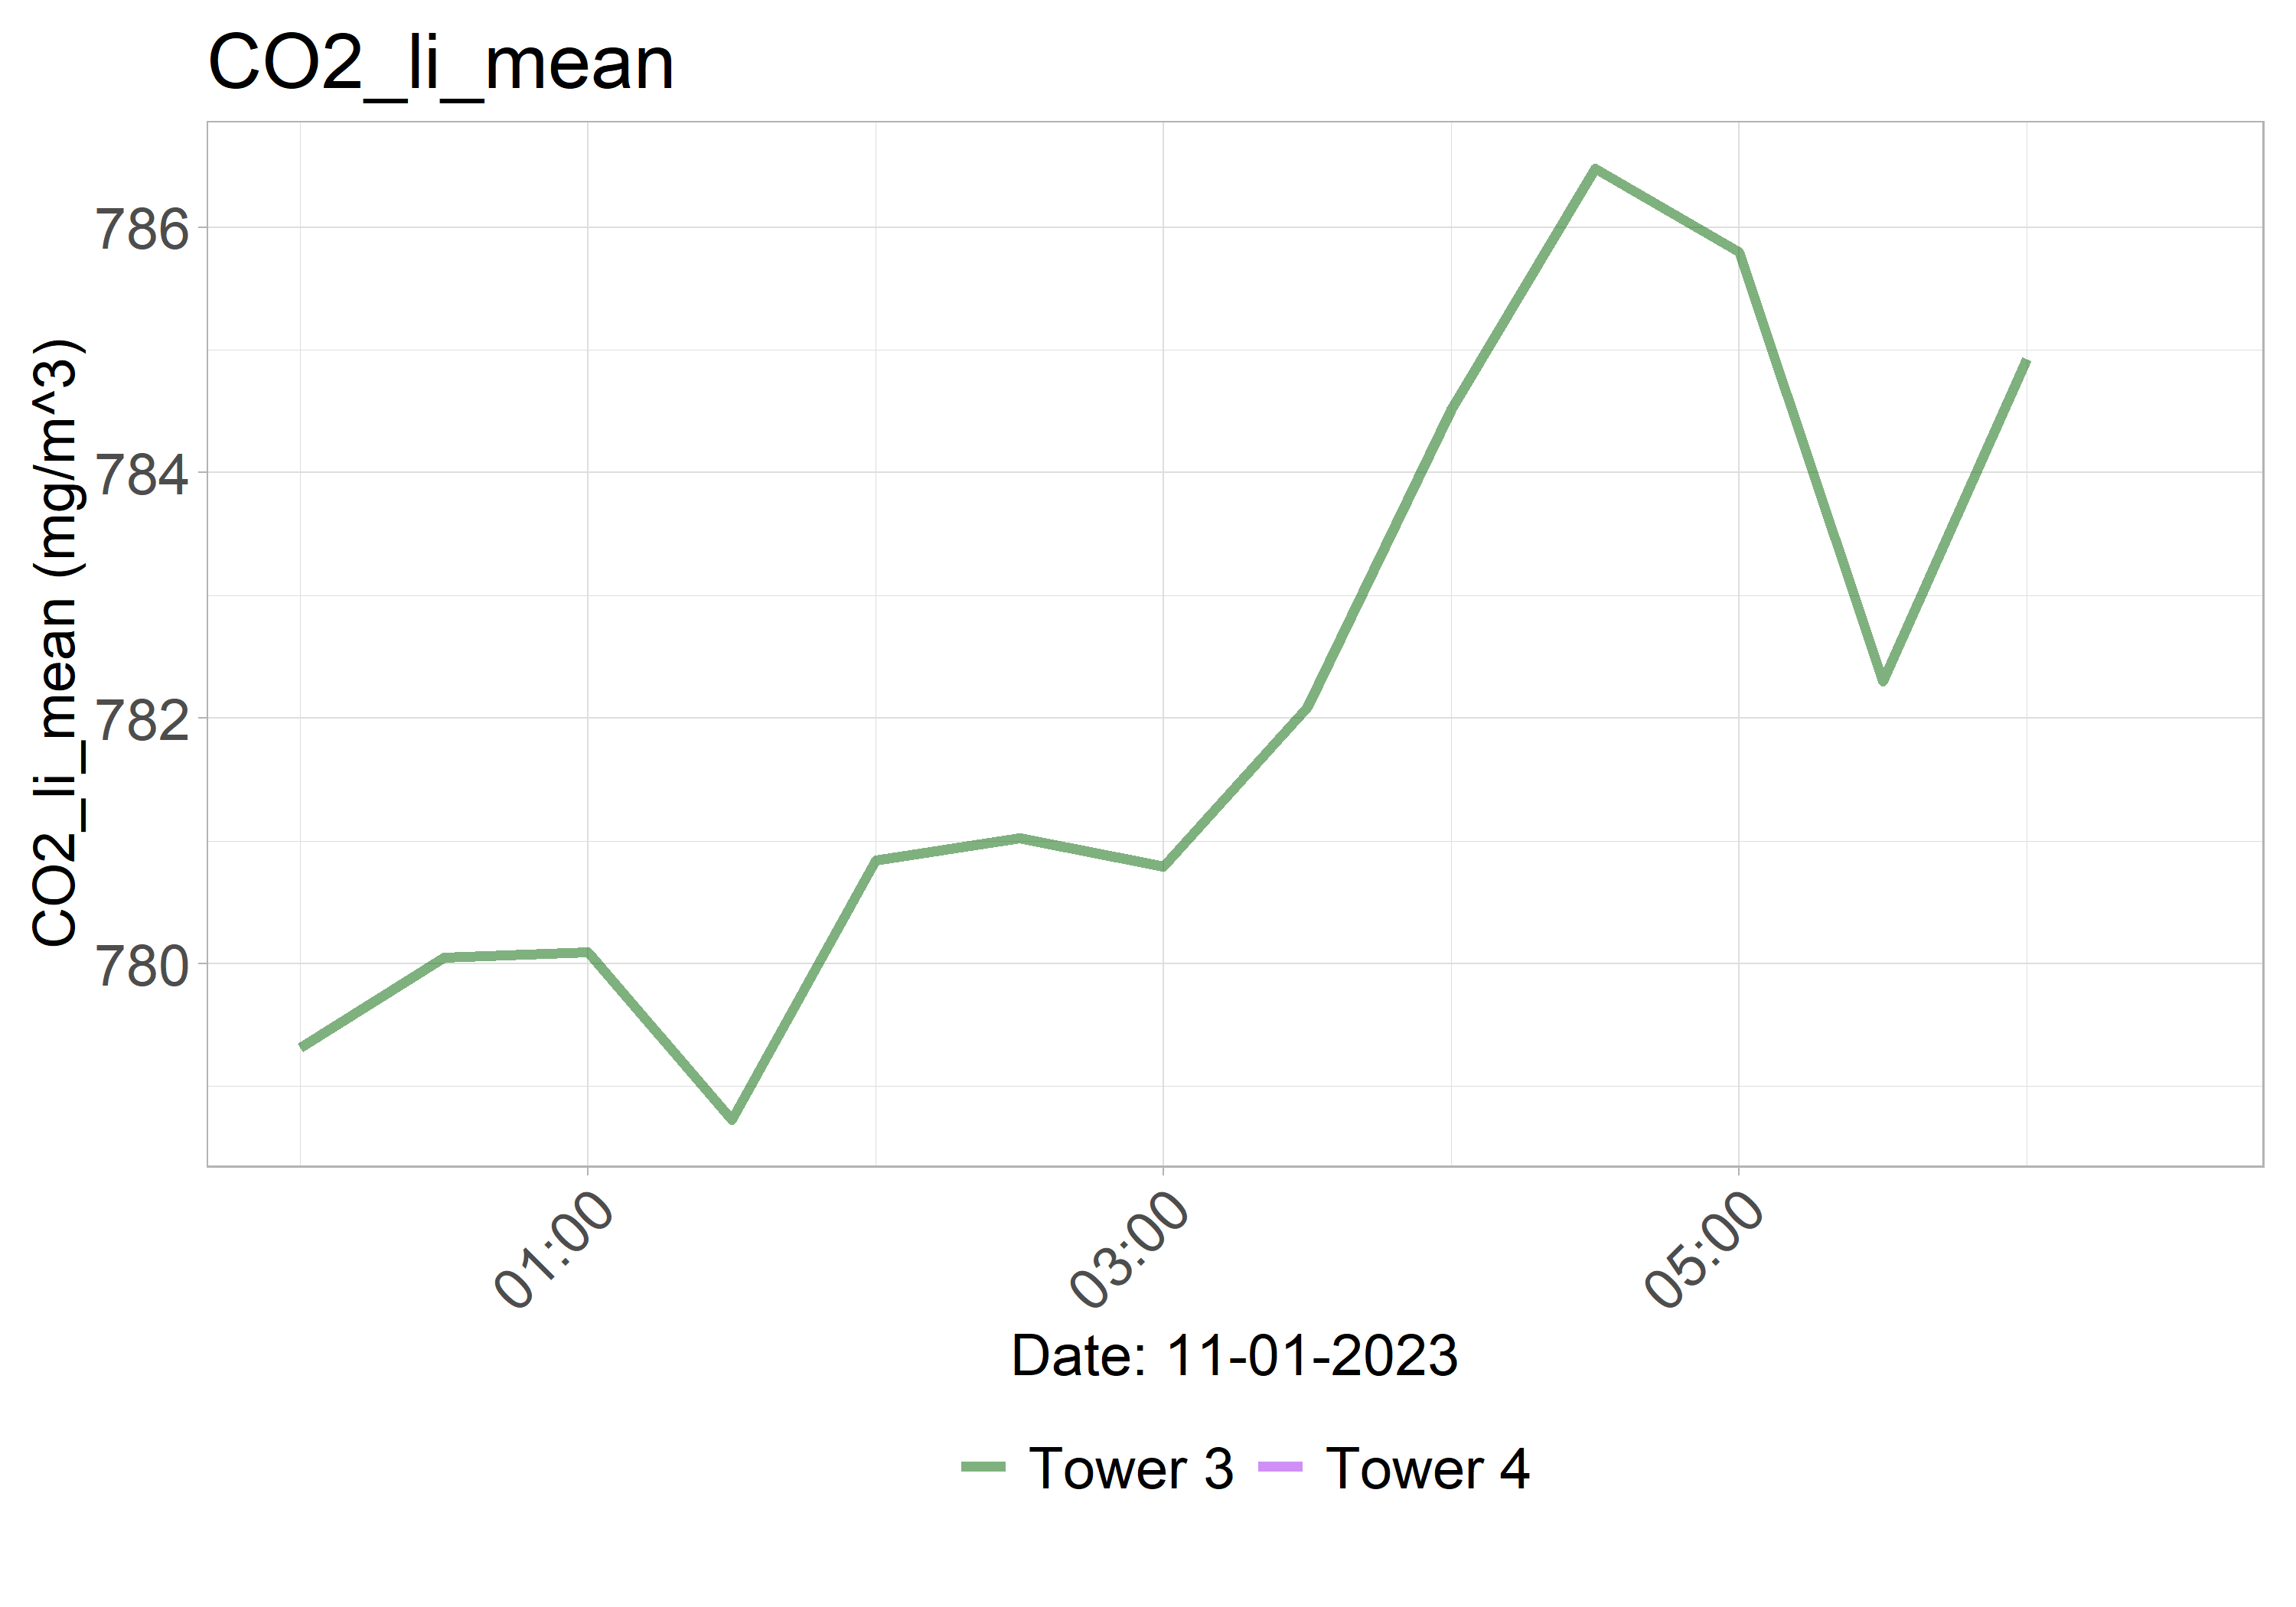 CO2_li_mean
CO2_li_mean (mg/m^3)
786
784
782
780
01:00
03:00
05:00
Date: 11-01-2023
Tower 3
Tower 4